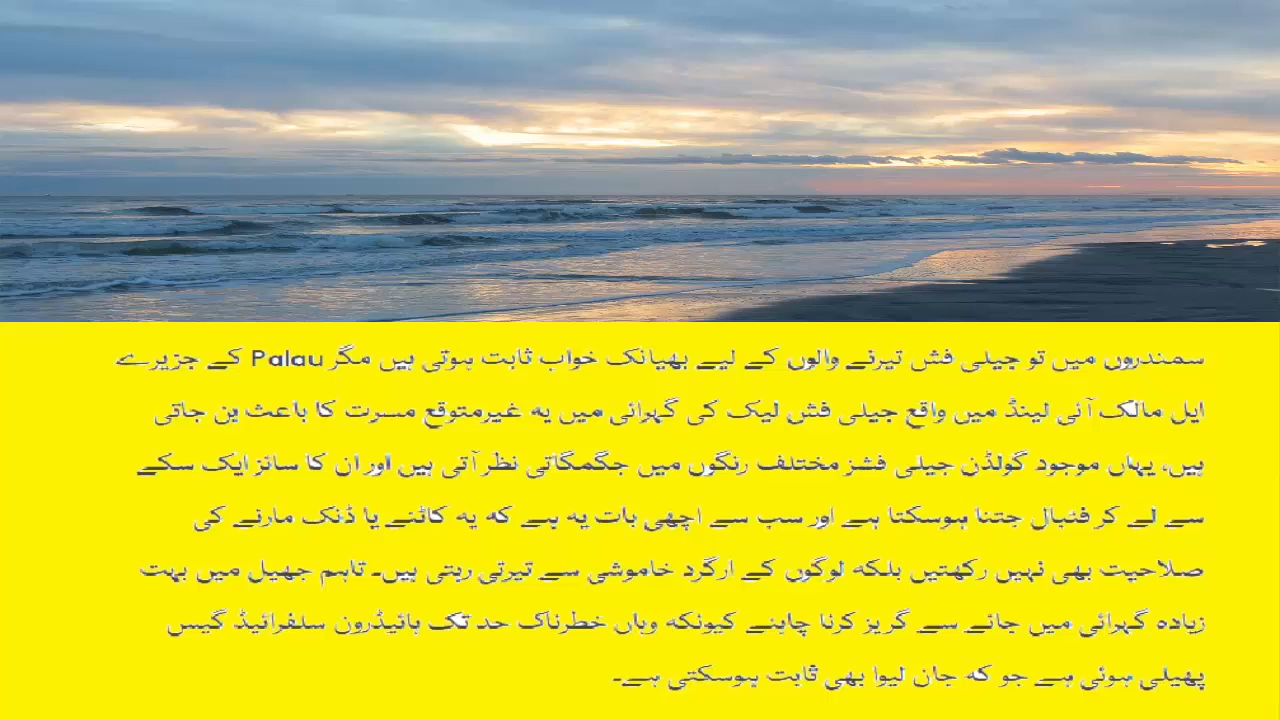 سمندروں میں تو جیلی فش تیرنے والوں کے لیے بھیانک خواب ثابت ہوتی ہیں مگر Palau کے جزیرے
ایل مالک آئی لینڈ میں واقع جیلی فش لیک کی گہرائی میں یہ غیرمتوقع مسرت کا باعث بن جاتی
ہیں، یہاں موجود گولڈن جیلی فشز مختلف رنگوں میں جگمگاتی نظر آتی ہیں اور ان کا سائز ایک سکے
سے لے کر فٹبال جتنا ہوسکتا ہے اور سب سے اچھی بات یہ ہے کہ یہ کاٹنے یا ڈنک مارنے کی
صلاحیت بھی نہیں رکھتیں بلکہ لوگوں کے ارگرد خاموشی سے تیرتی رہتی ہیں۔ تاہم جھیل میں بہت
زیادہ گہرائی میں جانے سے گریز کرنا چاہئے کیونکہ وہاں خطرناک حد تک ہائیڈرون سلفرائیڈ گیس
پھیلی ہوئی ہے جو کہ جان لیوا بھی ثابت ہوسکتی ہے۔